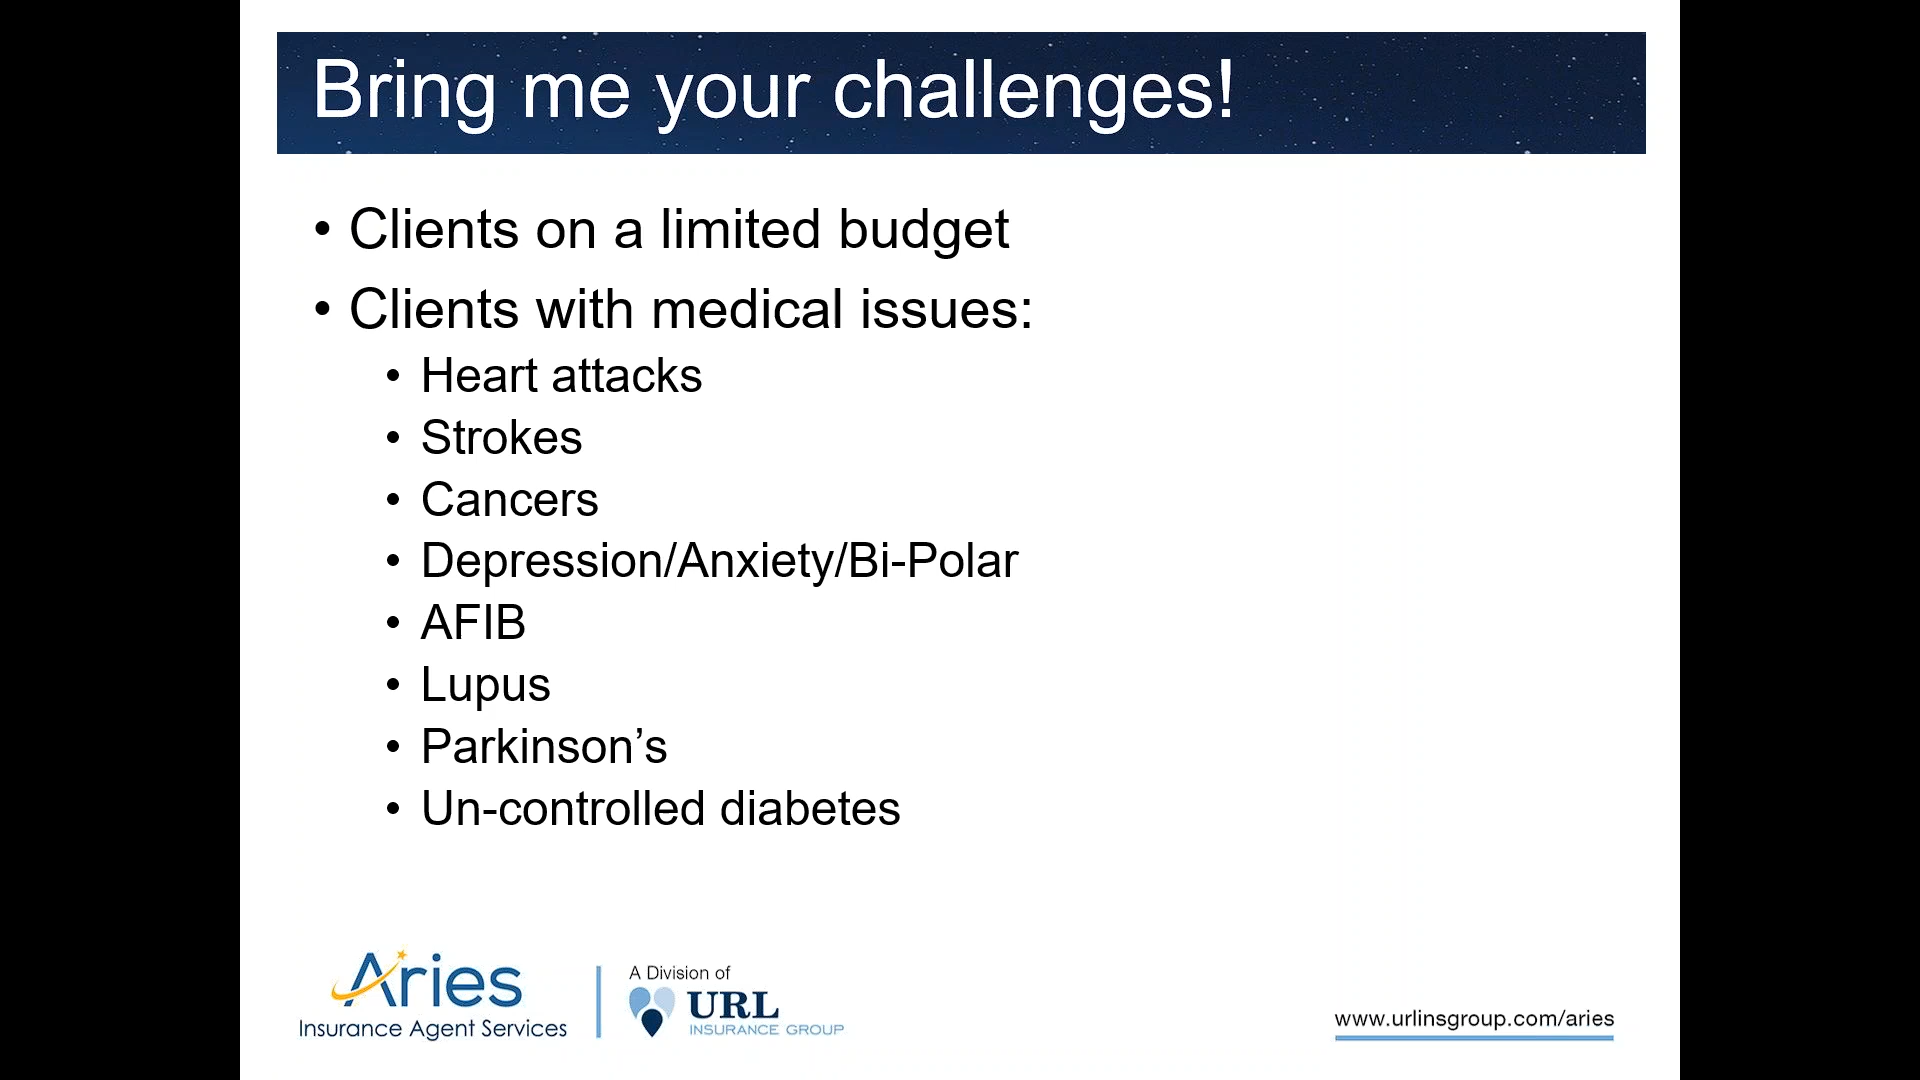 Bring me your challenges!
• Clients on a limited budget
• Clients with medical issues:
• Heart attacks
• Strokes
• Cancers
• Depression/Anxiety/Bi-Polar
• AFIB
• Lupus
• Parkinson’s
• Un-controlled diabetes
Aries
Insurance Agent Services
A Division of
URL
INSURANCE GROUP
www.urlinsgroup.com/aries